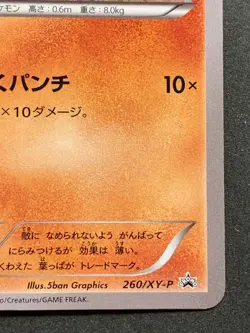 ケモン 高さ：0.6m 重さ：8.0kg
くパンチ 10×
×10ダメージ。
敵に なめられないよう がんばって
にらみつけるが 効果は 薄い。
くわえた 葉っぱが トレードマーク。
Illus. 5ban Graphics 260/XY-P
o/Creatures/GAME FREAK.